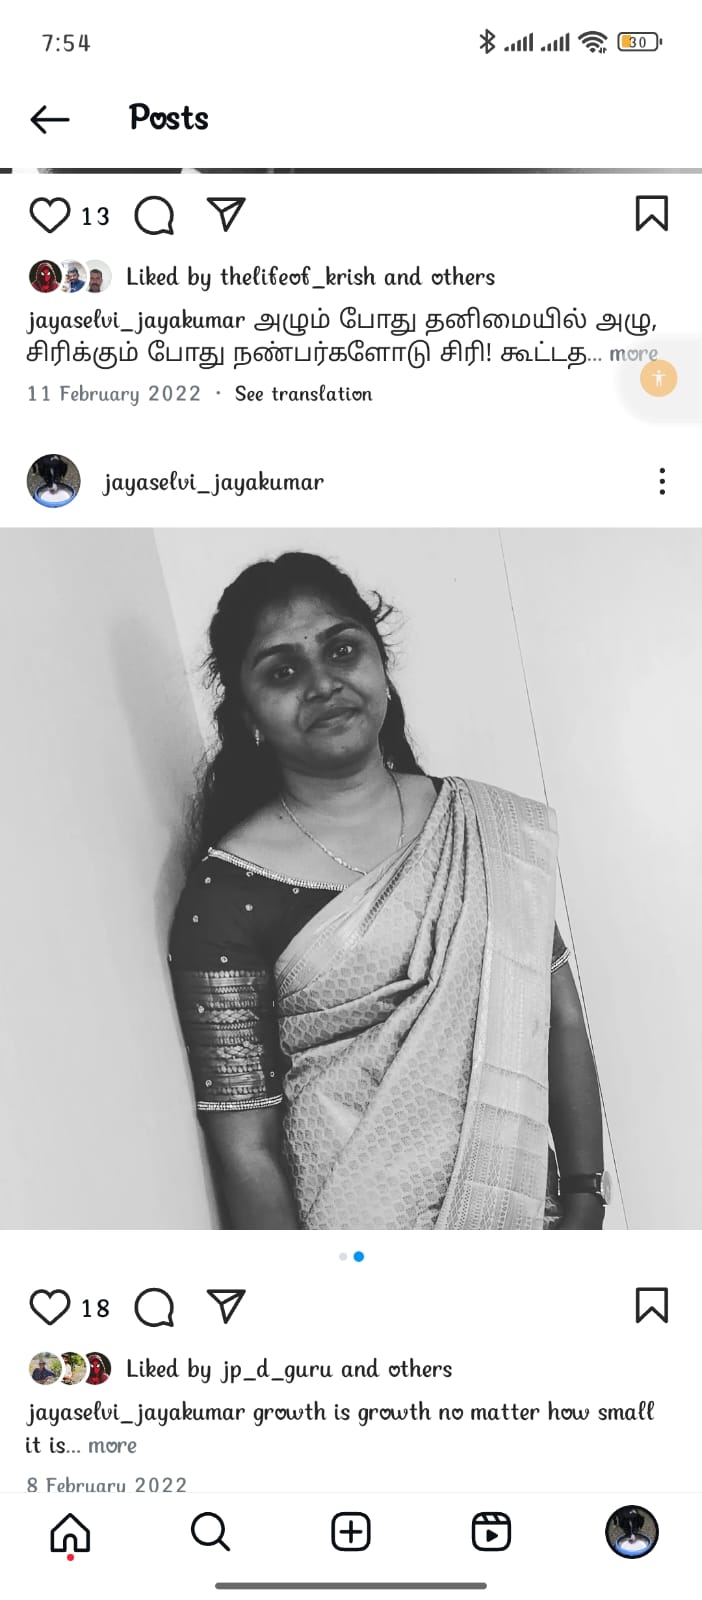 7:54
30
Posts
13
Liked by thelifeof_krish and others
jayaselvi_jayakumar அழும் போது தனிமையில் அழு,
சிரிக்கும் போது நண்பர்களோடு சிரி! கூட்டத... more
11 February 2022 • See translation
jayaselvi_jayakumar
18
Liked by jp_d_guru and others
jayaselvi_jayakumar growth is growth no matter how small
it is... more
8 February 2022